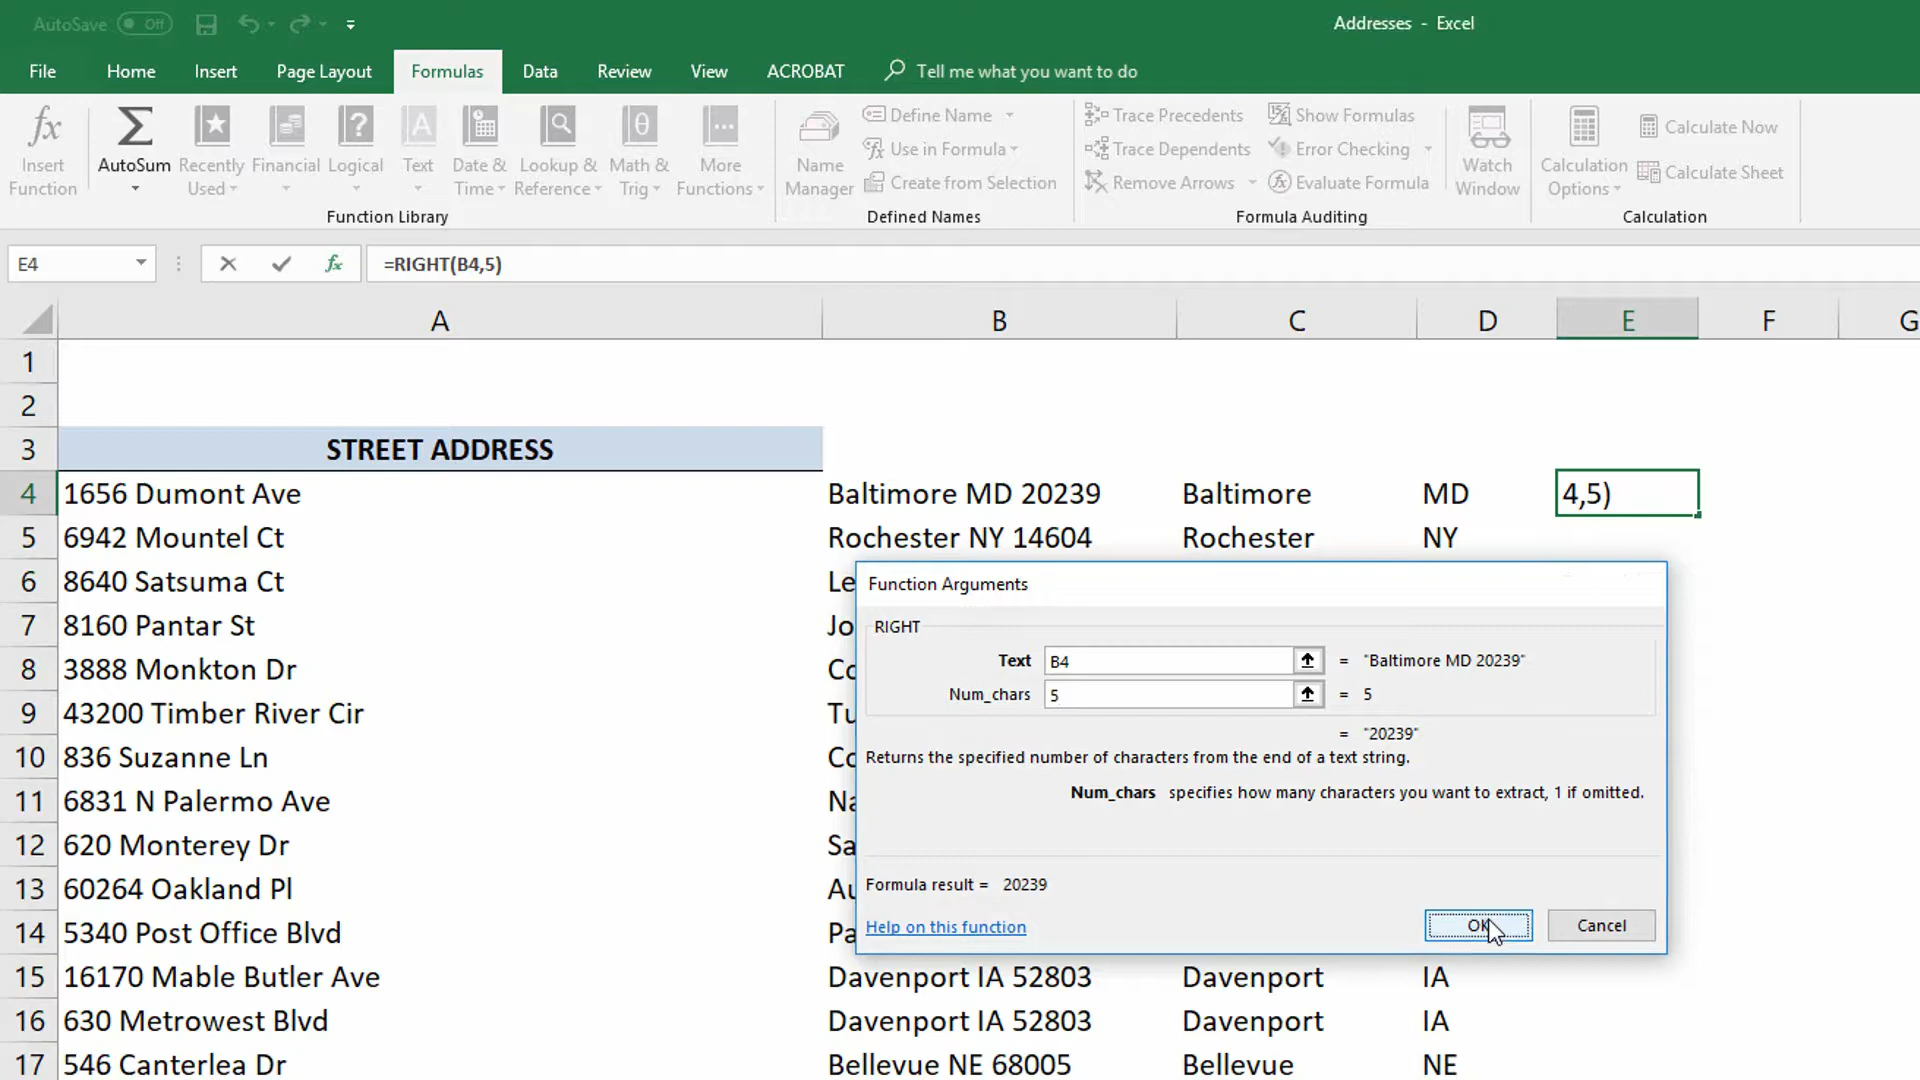 AutoSave Off
Addresses - Excel
File Home Insert Page Layout Formulas Data Review View ACROBAT Tell me what you want to do
Insert Function
AutoSum
Recently Used
Financial
Logical
Text
Date & Time
Lookup & Reference
Math & Trig
More Functions
Function Library
Name Manager
Define Name
Use in Formula
Create from Selection
Defined Names
Trace Precedents
Trace Dependents
Remove Arrows
Show Formulas
Error Checking
Evaluate Formula
Formula Auditing
Watch Window
Calculation Options
Calculate Now
Calculate Sheet
Calculation
E4 fx =RIGHT(B4,5)
A B C D E F G
1
2
3 STREET ADDRESS
4 1656 Dumont Ave Baltimore MD 20239 Baltimore MD 4,5)
5 6942 Mountel Ct Rochester NY 14604 Rochester NY
6 8640 Satsuma Ct Le
7 8160 Pantar St Jo
8 3888 Monkton Dr Co
9 43200 Timber River Cir Tu
10 836 Suzanne Ln Co
11 6831 N Palermo Ave Na
12 620 Monterey Dr Sa
13 60264 Oakland Pl Au
14 5340 Post Office Blvd Pa
15 16170 Mable Butler Ave Davenport IA 52803 Davenport IA
16 630 Metrowest Blvd Davenport IA 52803 Davenport IA
17 546 Canterlea Dr Bellevue NE 68005 Bellevue NE
Function Arguments
RIGHT
Text B4 = "Baltimore MD 20239"
Num_chars 5 = 5
= "20239"
Returns the specified number of characters from the end of a text string.
Num_chars specifies how many characters you want to extract, 1 if omitted.
Formula result = 20239
Help on this function OK Cancel